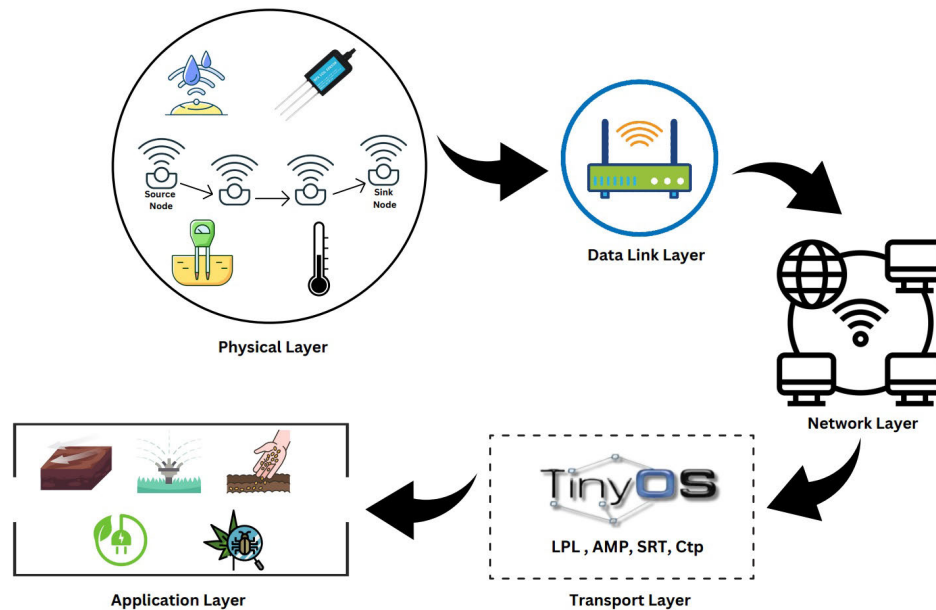 Source
Node
Sink
Node
Physical Layer
Data Link Layer
Network Layer
TinyOS
LPL , AMP, SRT, Ctp
Transport Layer
Application Layer